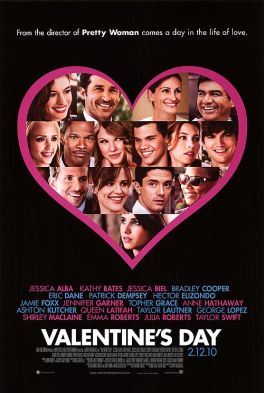 From the director of Pretty Woman comes a day in the life of love.
JESSICA ALBA KATHY BATES JESSICA BIEL BRADLEY COOPER
ERIC DANE PATRICK DEMPSEY HECTOR ELIZONDO
JAMIE FOXX JENNIFER GARNER TOPHER GRACE ANNE HATHAWAY
ASHTON KUTCHER QUEEN LATIFAH TAYLOR LAUTNER GEORGE LOPEZ
SHIRLEY MACLAINE EMMA ROBERTS JULIA ROBERTS TAYLOR SWIFT
VALENTINE'S DAY
2.12.10